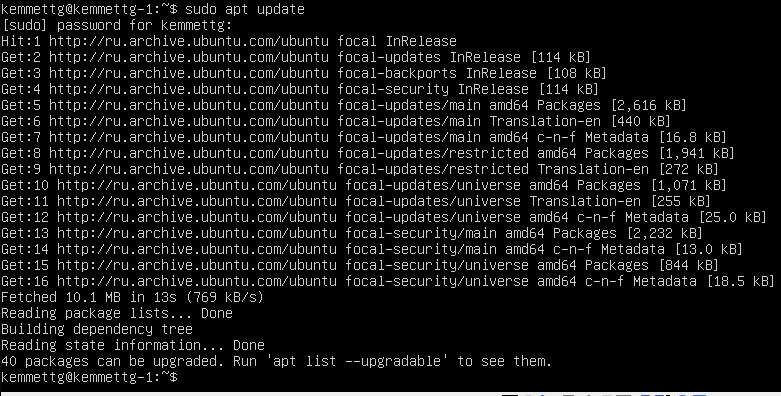 kemmettg@kemmettg-1:~$ sudo apt update
[sudo] password for kemmettg:
Hit:1 http://ru.archive.ubuntu.com/ubuntu focal InRelease
Get:2 http://ru.archive.ubuntu.com/ubuntu focal-updates InRelease [114 kB]
Get:3 http://ru.archive.ubuntu.com/ubuntu focal-backports InRelease [108 kB]
Get:4 http://ru.archive.ubuntu.com/ubuntu focal-security InRelease [114 kB]
Get:5 http://ru.archive.ubuntu.com/ubuntu focal-updates/main amd64 Packages [2,616 kB]
Get:6 http://ru.archive.ubuntu.com/ubuntu focal-updates/main Translation-en [440 kB]
Get:7 http://ru.archive.ubuntu.com/ubuntu focal-updates/main amd64 c-n-f Metadata [16.8 kB]
Get:8 http://ru.archive.ubuntu.com/ubuntu focal-updates/restricted amd64 Packages [1,941 kB]
Get:9 http://ru.archive.ubuntu.com/ubuntu focal-updates/restricted Translation-en [272 kB]
Get:10 http://ru.archive.ubuntu.com/ubuntu focal-updates/universe amd64 Packages [1,071 kB]
Get:11 http://ru.archive.ubuntu.com/ubuntu focal-updates/universe Translation-en [255 kB]
Get:12 http://ru.archive.ubuntu.com/ubuntu focal-updates/universe amd64 c-n-f Metadata [25.0 kB]
Get:13 http://ru.archive.ubuntu.com/ubuntu focal-security/main amd64 Packages [2,232 kB]
Get:14 http://ru.archive.ubuntu.com/ubuntu focal-security/main amd64 c-n-f Metadata [13.0 kB]
Get:15 http://ru.archive.ubuntu.com/ubuntu focal-security/universe amd64 Packages [844 kB]
Get:16 http://ru.archive.ubuntu.com/ubuntu focal-security/universe amd64 c-n-f Metadata [18.5 kB]
Fetched 10.1 MB in 13s (769 kB/s)
Reading package lists... Done
Building dependency tree
Reading state information... Done
40 packages can be upgraded. Run 'apt list --upgradable' to see them.
kemmettg@kemmettg-1:~$